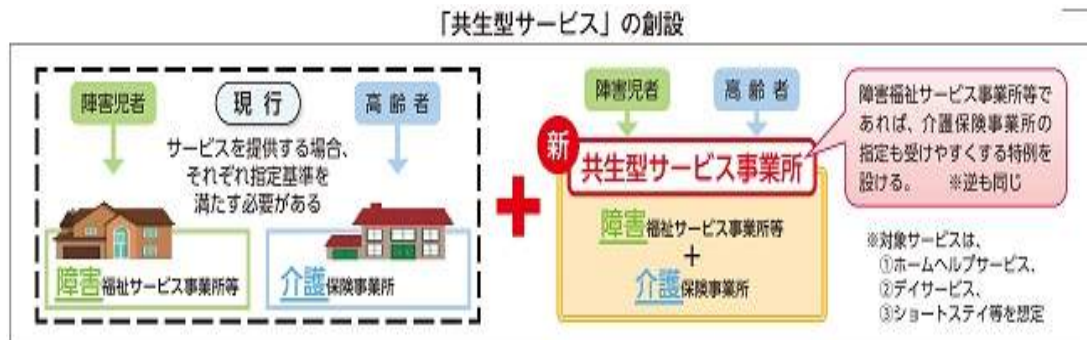 「共生型サービス」の創設
障害児者
現行
高齢者
サービスを提供する場合、
それぞれ指定基準を
満たす必要がある
障害福祉サービス事業所等
介護保険事業所
障害児者
高齢者
新
共生型サービス事業所
障害福祉サービス事業所等
+
介護保険事業所
障害福祉サービス事業所等で
あれば、介護保険事業所の
指定も受けやすくする特例を
設ける。 ※逆も同じ
※対象サービスは、
①ホームヘルプサービス、
②デイサービス、
③ショートステイ等を想定